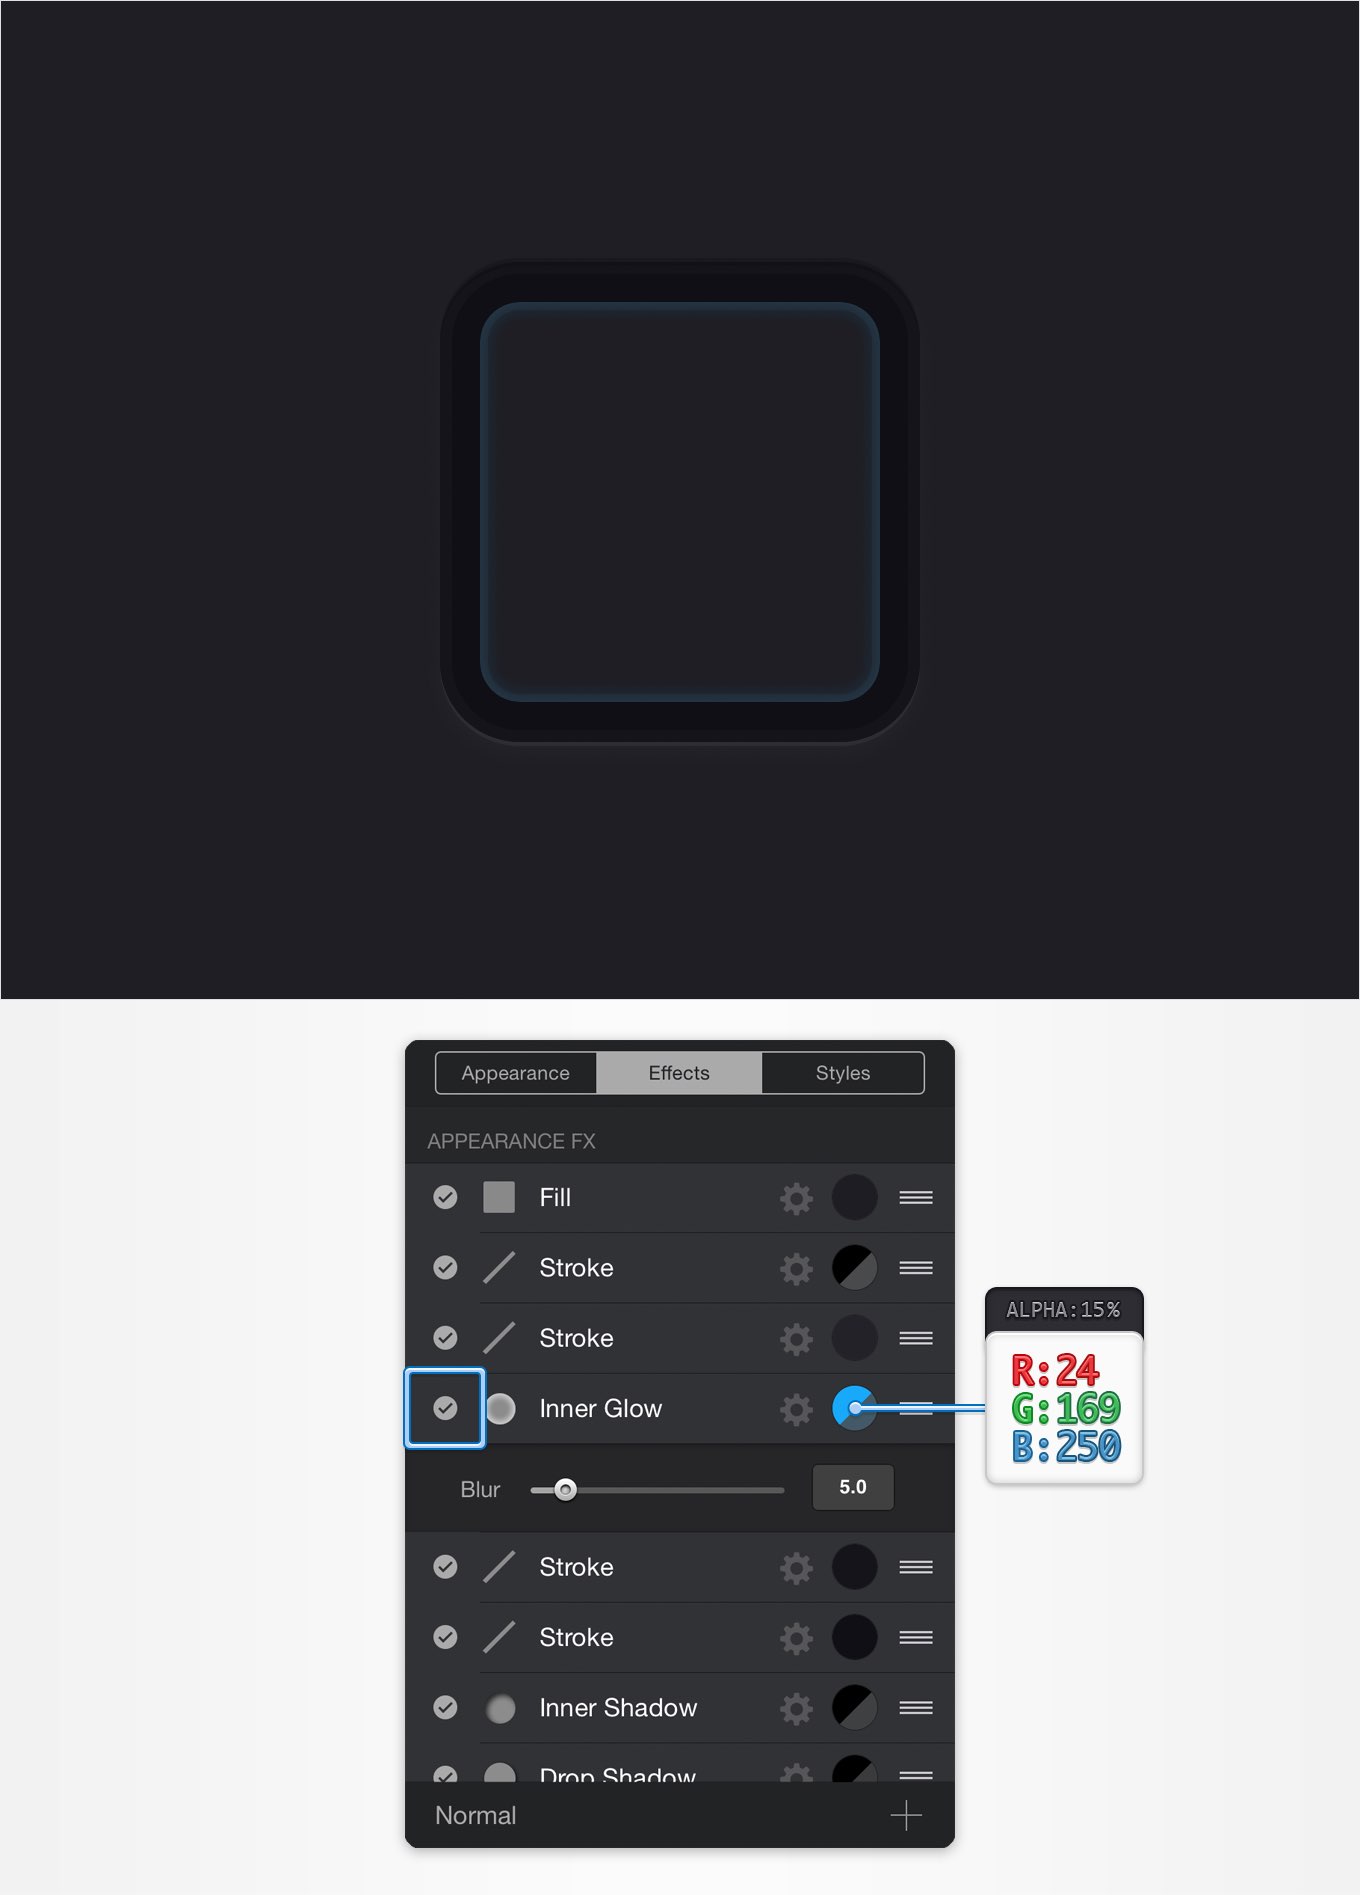 Appearance Effects Styles
APPEARANCE FX
Fill
Stroke
Stroke
Inner Glow
Blur 5.0
Stroke
Stroke
Inner Shadow
Drop Shadow
Normal
ALPHA:15%
R:24
G:169
B:250